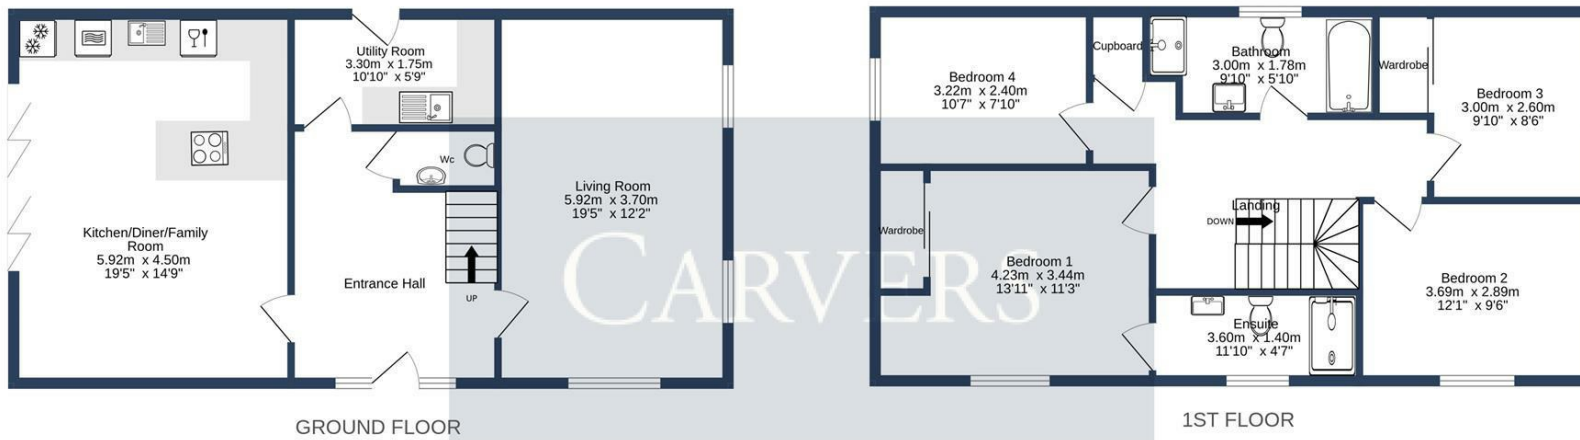 Utility Room
3.30m x 1.75m
10'10" x 5'9"
Wc
Kitchen/Diner/Family
Room
5.92m x 4.50m
19'5" x 14'9"
Entrance Hall
UP
Living Room
5.92m x 3.70m
19'5" x 12'2"
GROUND FLOOR
CARVERS
Bedroom 4
3.22m x 2.40m
10'7" x 7'10"
Cupboard
Bathroom
3.00m x 1.78m
9'10" x 5'10"
Wardrobe
Bedroom 3
3.00m x 2.60m
9'10" x 8'6"
Wardrobe
Bedroom 1
4.23m x 3.44m
13'11" x 11'3"
Landing
DOWN
Ensuite
3.60m x 1.40m
11'10" x 4'7"
Bedroom 2
3.69m x 2.89m
12'1" x 9'6"
1ST FLOOR